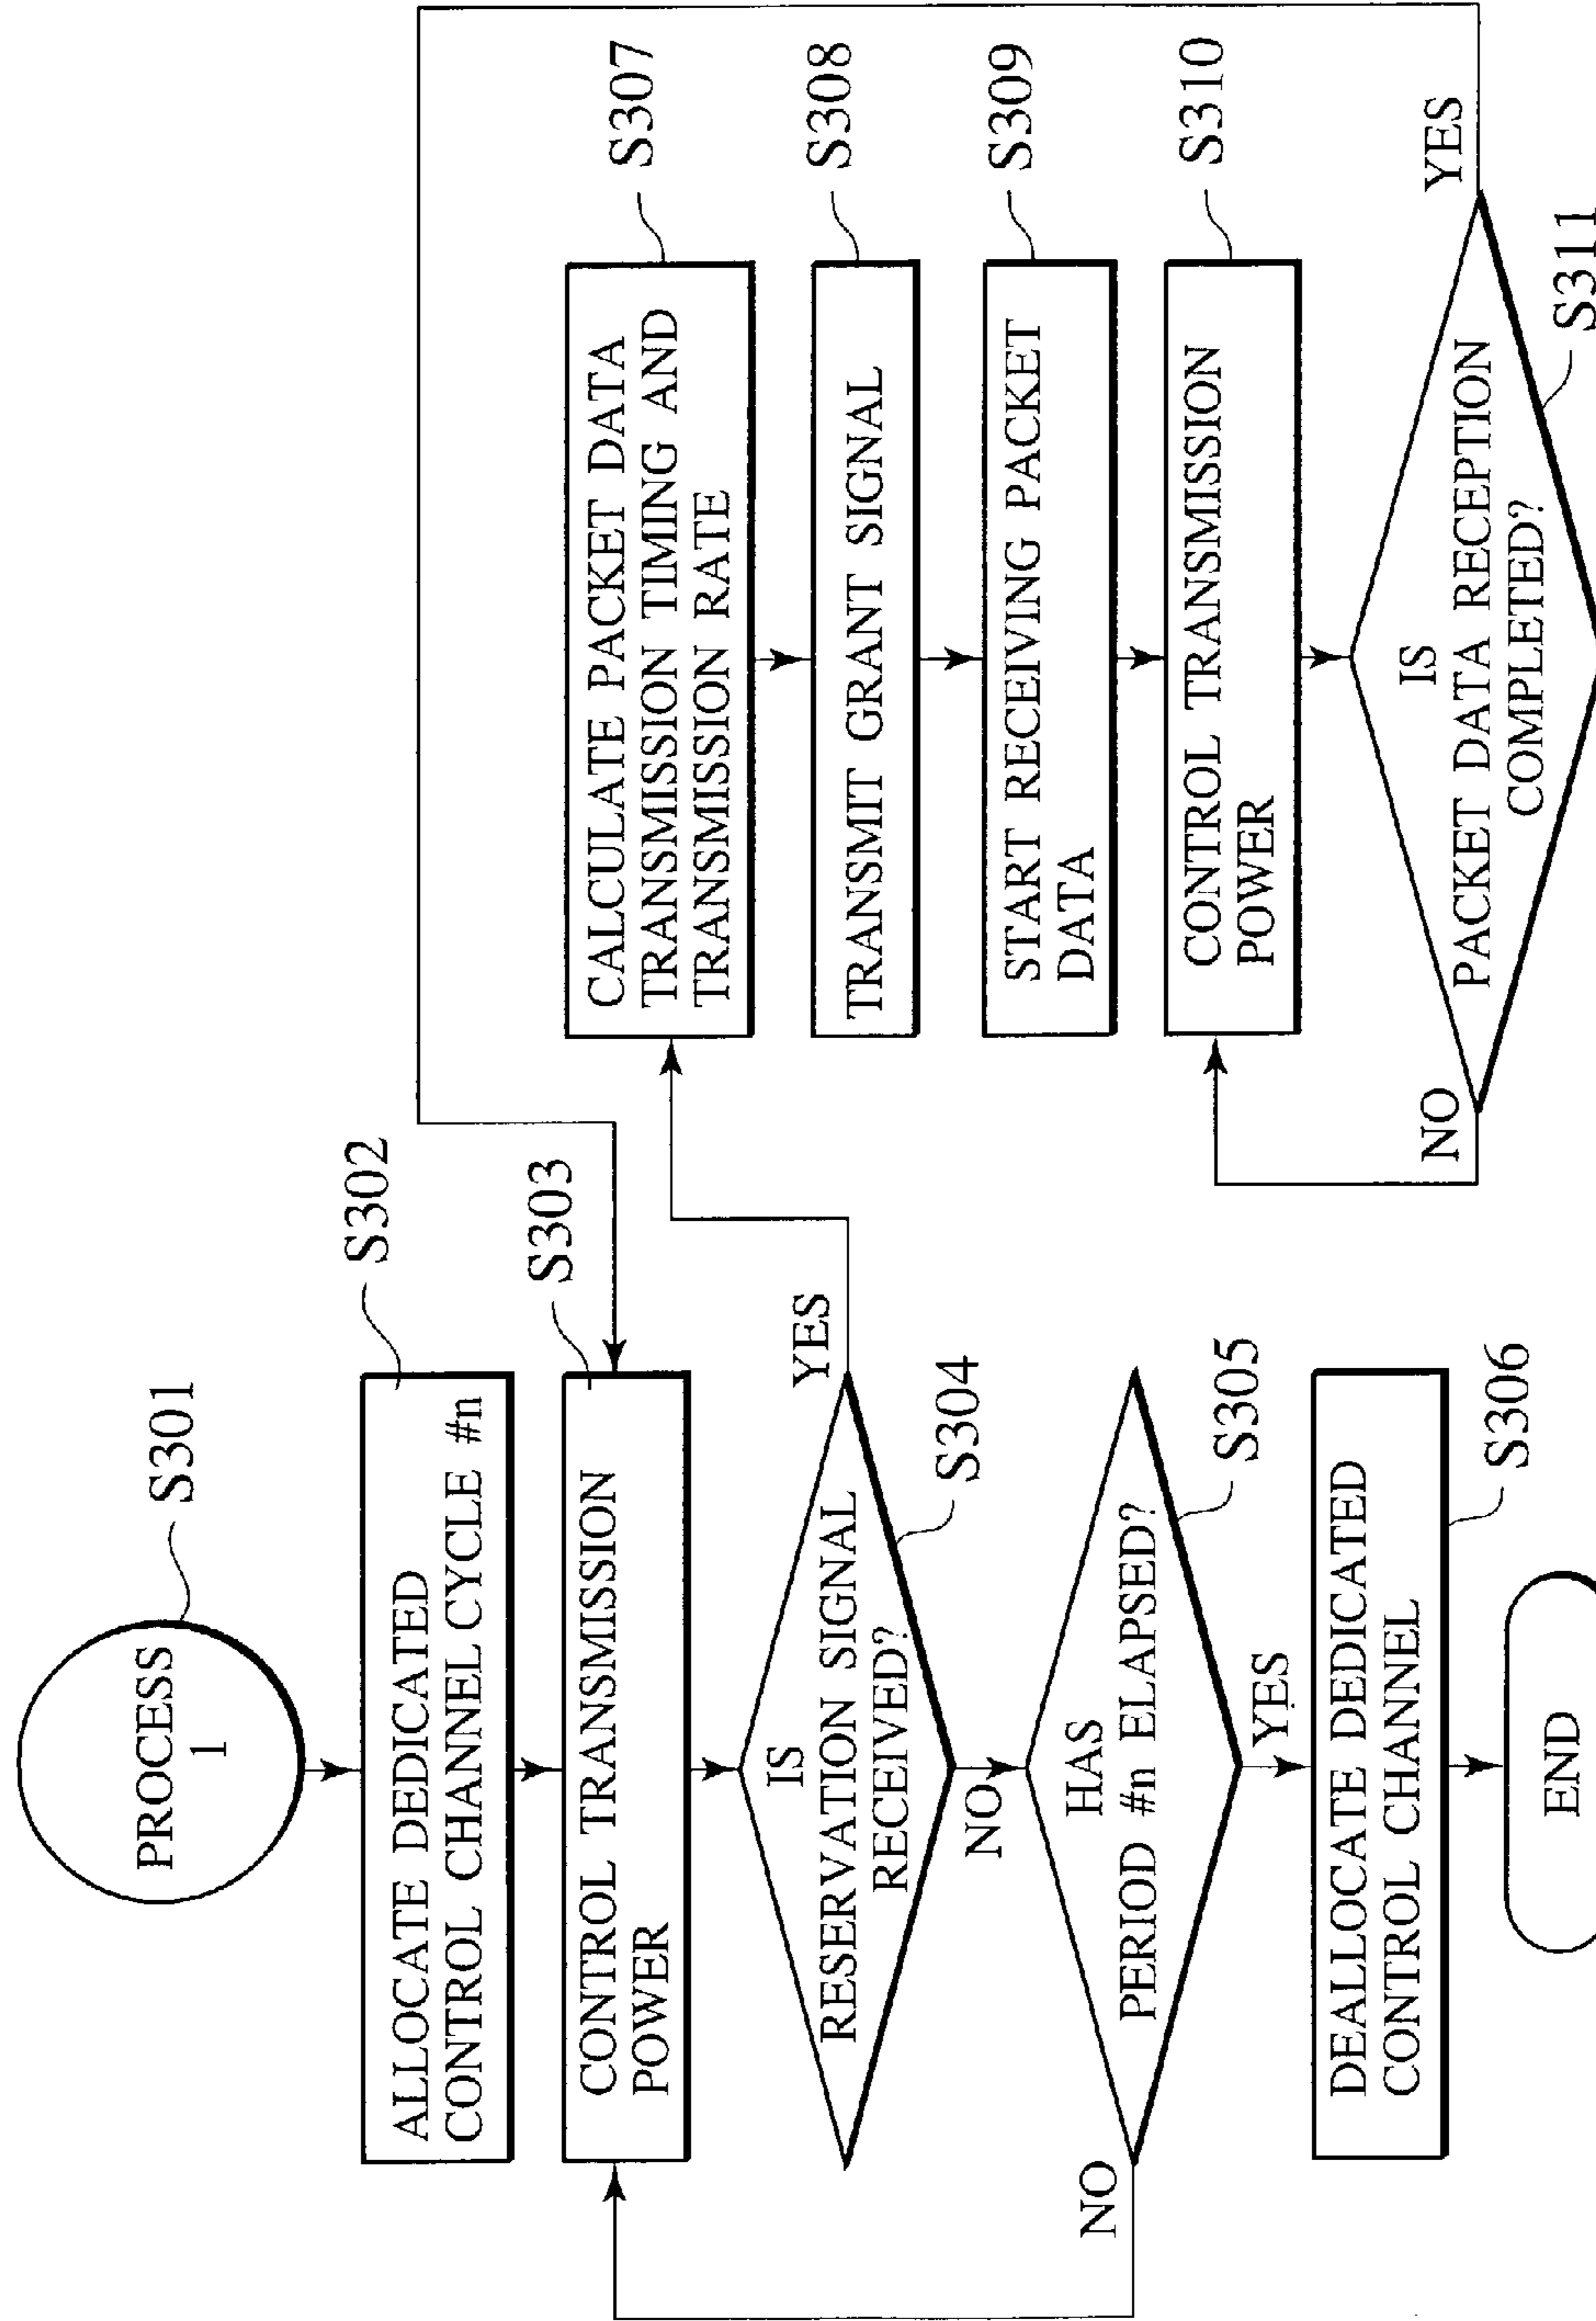 PROCESS
1
S301
ALLOCATE DEDICATED
CONTROL CHANNEL CYCLE #n
S302
CONTROL TRANSMISSION
POWER
S303
IS
RESERVATION SIGNAL
RECEIVED?
YES
S304
NO
HAS
PERIOD #n ELAPSED?
NO
S305
YES
DEALLOCATE DEDICATED
CONTROL CHANNEL
S306
END
CALCULATE PACKET DATA
TRANSMISSION TIMING AND
TRANSMISSION RATE
S307
TRANSMIT GRANT SIGNAL
S308
START RECEIVING PACKET
DATA
S309
CONTROL TRANSMISSION
POWER
S310
IS
PACKET DATA RECEPTION
COMPLETED?
NO
YES
S311